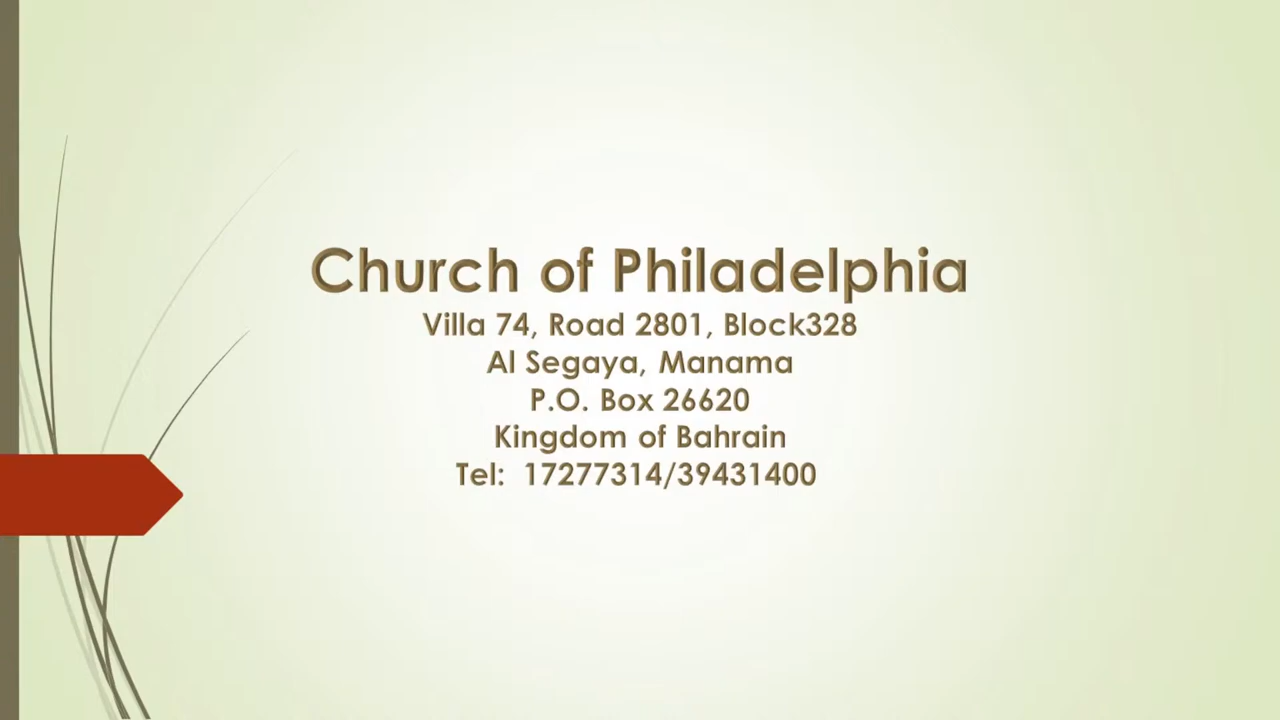 Church of Philadelphia
Villa 74, Road 2801, Block328
Al Segaya, Manama
P.O. Box 26620
Kingdom of Bahrain
Tel:  17277314/39431400